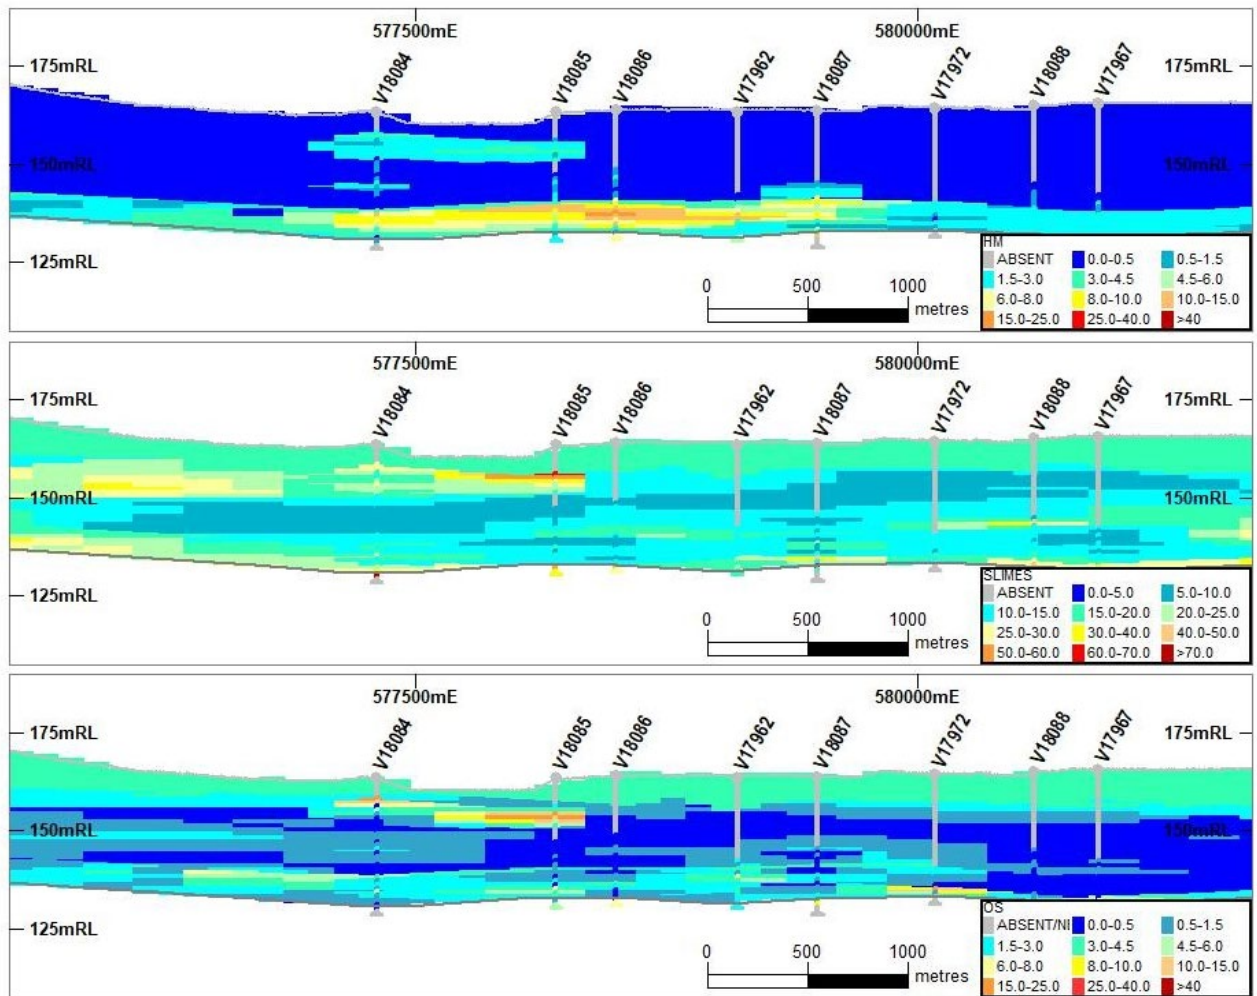 577500mE 580000mE
V18084 V18085 V18086 V17962 V18087 V17972 V18088 V17967
175mRL 175mRL
150mRL 150mRL
125mRL
HM
ABSENT 0.0-0.5 0.5-1.5
1.5-3.0 3.0-4.5 4.5-6.0
6.0-8.0 8.0-10.0 10.0-15.0
15.0-25.0 25.0-40.0 >40
0 500 1000
metres
577500mE 580000mE
V18084 V18085 V18086 V17962 V18087 V17972 V18088 V17967
175mRL 175mRL
150mRL 150mRL
125mRL
SLIMES
ABSENT 0.0-5.0 5.0-10.0
10.0-15.0 15.0-20.0 20.0-25.0
25.0-30.0 30.0-40.0 40.0-50.0
50.0-60.0 60.0-70.0 >70.0
0 500 1000
metres
577500mE 580000mE
V18084 V18085 V18086 V17962 V18087 V17972 V18088 V17967
175mRL 175mRL
150mRL 150mRL
125mRL
OS
0.0-0.5 0.5-1.5
1.5-3.0 3.0-4.5 4.5-6.0
6.0-8.0 8.0-10.0 10.0-15.0
15.0-25.0 25.0-40.0 >40
0 500 1000
metres